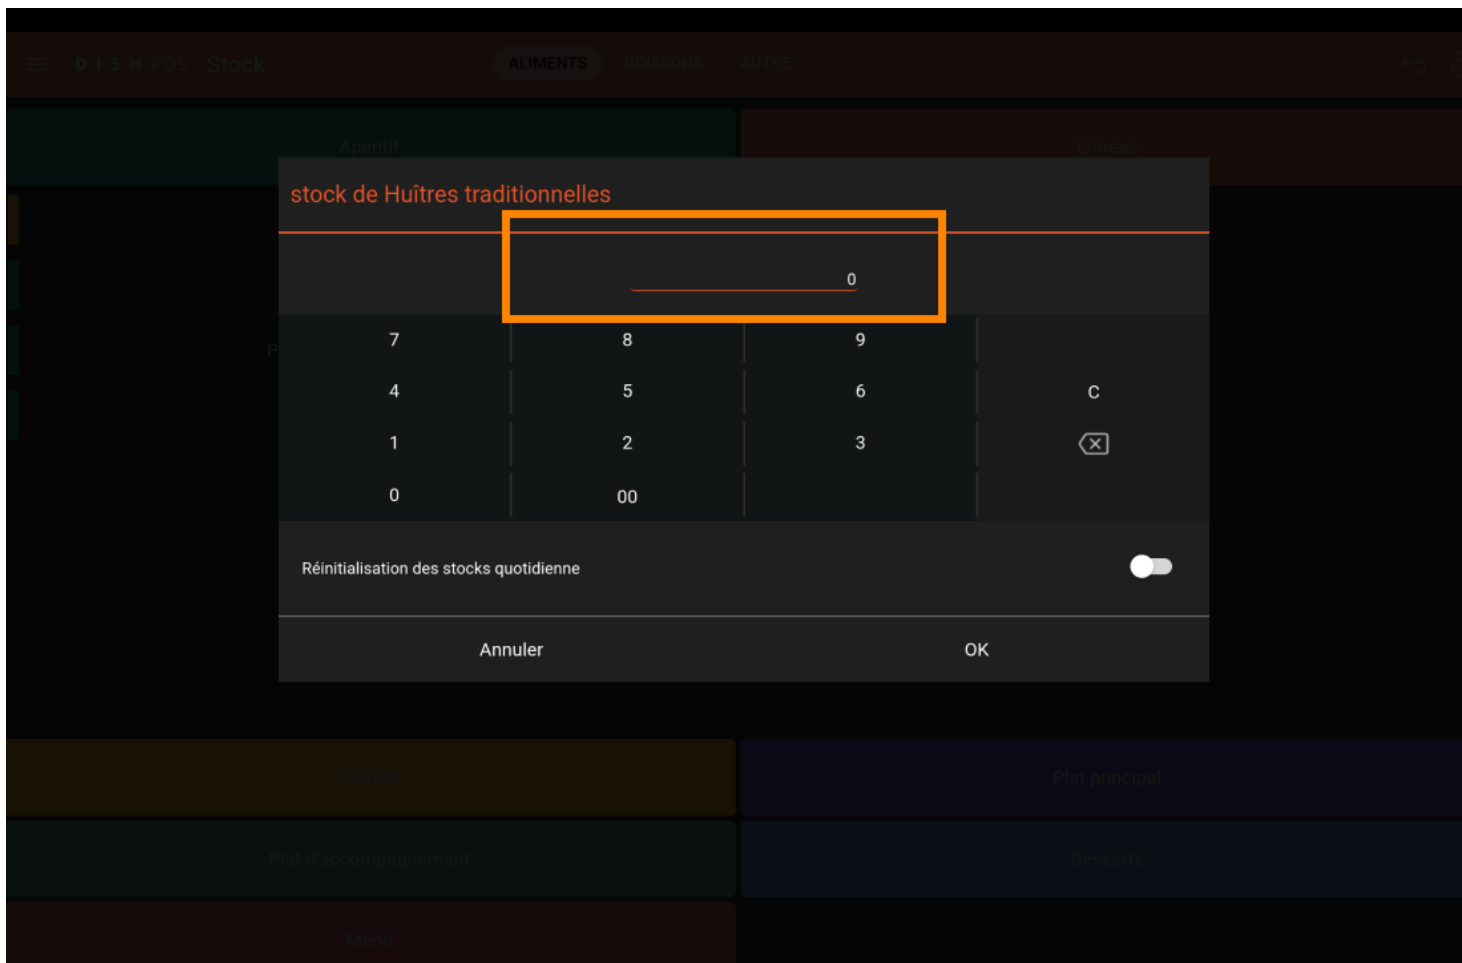 DISH POS Stock ALIMENTS BOISSONS AUTRE
Apéritif Entrées
stock de Huîtres traditionnelles
0
P
7 8 9
4 5 6 C
1 2 3
0 00
Réinitialisation des stocks quotidienne
Annuler OK
Plat principal
Plat d'accompagnement Desserts
Menu